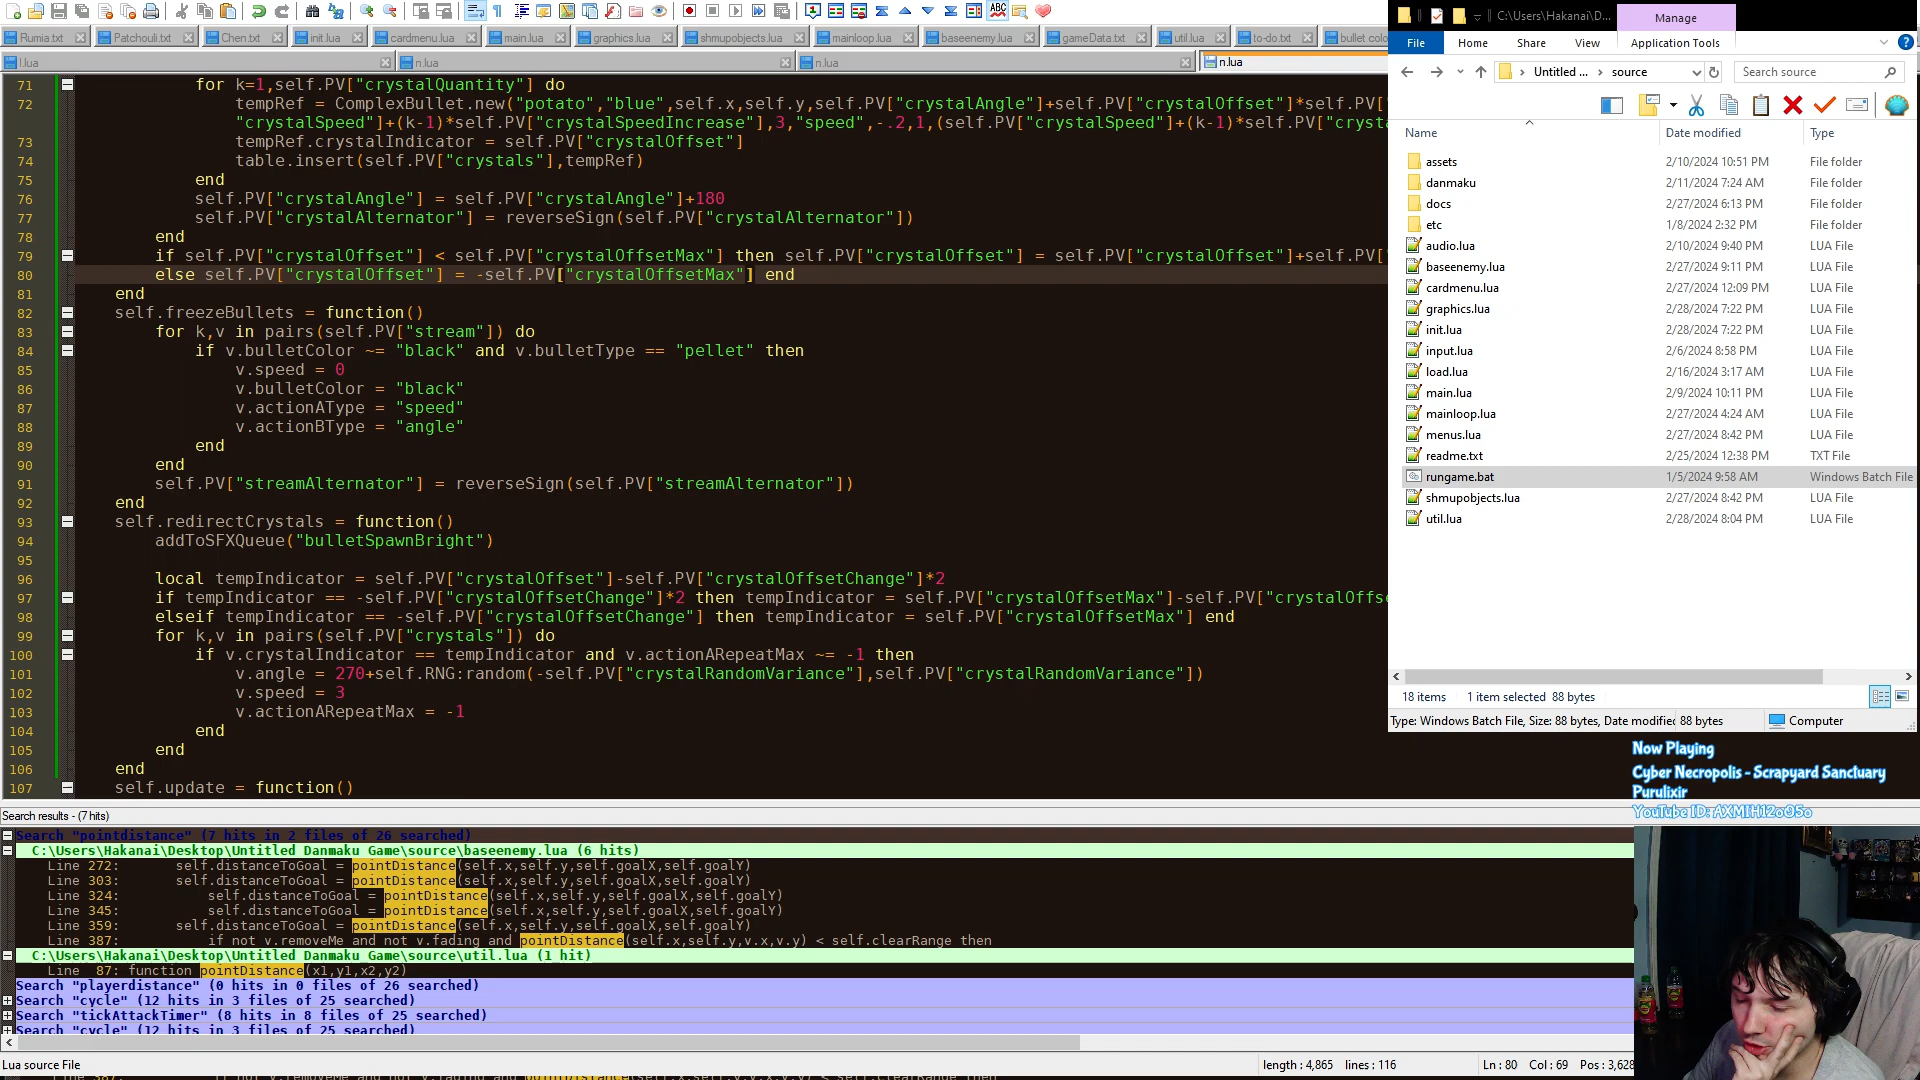 Rumia.txt Patchouli.txt Chen.txt init.lua cardmenu.lua main.lua graphics.lua shmupobjects.lua mainloop.lua baseenemy.lua gameData.txt util.lua to-do.txt bullet colo
l.lua n.lua n.lua n.lua
71 for k=1,self.PV["crystalQuantity"] do
72 tempRef = ComplexBullet.new("potato","blue",self.x,self.y,self.PV["crystalAngle"]+self.PV["crystalOffset"]*self.PV["
"crystalSpeed"]+(k-1)*self.PV["crystalSpeedIncrease"],3,"speed",-.2,1,(self.PV["crystalSpeed"]+(k-1)*self.PV["cryst
73 tempRef.crystalIndicator = self.PV["crystalOffset"]
74 table.insert(self.PV["crystals"],tempRef)
75 end
76 self.PV["crystalAngle"] = self.PV["crystalAngle"]+180
77 self.PV["crystalAlternator"] = reverseSign(self.PV["crystalAlternator"])
78 end
79 if self.PV["crystalOffset"] < self.PV["crystalOffsetMax"] then self.PV["crystalOffset"] = self.PV["crystalOffset"]+self.PV["
80 else self.PV["crystalOffset"] = -self.PV["crystalOffsetMax"] end
81 end
82 self.freezeBullets = function()
83 for k,v in pairs(self.PV["stream"]) do
84 if v.bulletColor ~= "black" and v.bulletType == "pellet" then
85 v.speed = 0
86 v.bulletColor = "black"
87 v.actionAType = "speed"
88 v.actionBType = "angle"
89 end
90 end
91 self.PV["streamAlternator"] = reverseSign(self.PV["streamAlternator"])
92 end
93 self.redirectCrystals = function()
94 addToSFXQueue("bulletSpawnBright")
95
96 local tempIndicator = self.PV["crystalOffset"]-self.PV["crystalOffsetChange"]*2
97 if tempIndicator == -self.PV["crystalOffsetChange"]*2 then tempIndicator = self.PV["crystalOffsetMax"]-self.PV["crystalOffse
98 elseif tempIndicator == -self.PV["crystalOffsetChange"] then tempIndicator = self.PV["crystalOffsetMax"] end
99 for k,v in pairs(self.PV["crystals"]) do
100 if v.crystalIndicator == tempIndicator and v.actionARepeatMax ~= -1 then
101 v.angle = 270+self.RNG:random(-self.PV["crystalRandomVariance"],self.PV["crystalRandomVariance"])
102 v.speed = 3
103 v.actionARepeatMax = -1
104 end
105 end
106 end
107 self.update = function()
Search results - (7 hits)
Search "pointdistance" (7 hits in 2 files of 26 searched)
C:\Users\Hakanai\Desktop\Untitled Danmaku Game\source\baseenemy.lua (6 hits)
Line 272: self.distanceToGoal = pointDistance(self.x,self.y,self.goalX,self.goalY)
Line 303: self.distanceToGoal = pointDistance(self.x,self.y,self.goalX,self.goalY)
Line 324: self.distanceToGoal = pointDistance(self.x,self.y,self.goalX,self.goalY)
Line 345: self.distanceToGoal = pointDistance(self.x,self.y,self.goalX,self.goalY)
Line 359: self.distanceToGoal = pointDistance(self.x,self.y,self.goalX,self.goalY)
Line 387: if not v.removeMe and not v.fading and pointDistance(self.x,self.y,v.x,v.y) < self.clearRange then
C:\Users\Hakanai\Desktop\Untitled Danmaku Game\source\util.lua (1 hit)
Line 87: function pointDistance(x1,y1,x2,y2)
Search "playerdistance" (0 hits in 0 files of 26 searched)
Search "cycle" (12 hits in 3 files of 25 searched)
Search "tickAttackTimer" (8 hits in 8 files of 25 searched)
Search "cycle" (12 hits in 3 files of 25 searched)
Lua source File length : 4,865 lines : 116 Ln : 80 Col : 69 Pos : 3,628
C:\Users\Hakanai\D... Manage
File Home Share View Application Tools
Untitled ... source Search source
Name Date modified Type
assets 2/10/2024 10:51 PM File folder
danmaku 2/11/2024 7:24 AM File folder
docs 2/27/2024 6:13 PM File folder
etc 1/8/2024 2:32 PM File folder
audio.lua 2/10/2024 9:40 PM LUA File
baseenemy.lua 2/27/2024 9:11 PM LUA File
cardmenu.lua 2/27/2024 12:09 PM LUA File
graphics.lua 2/28/2024 7:22 PM LUA File
init.lua 2/28/2024 7:22 PM LUA File
input.lua 2/6/2024 8:58 PM LUA File
load.lua 2/16/2024 3:17 AM LUA File
main.lua 2/9/2024 10:11 PM LUA File
mainloop.lua 2/27/2024 4:24 AM LUA File
menus.lua 2/27/2024 8:42 PM LUA File
readme.txt 2/25/2024 12:38 PM TXT File
rungame.bat 1/5/2024 9:58 AM Windows Batch File
shmupobjects.lua 2/27/2024 8:42 PM LUA File
util.lua 2/28/2024 8:04 PM LUA File
18 items 1 item selected 88 bytes
Type: Windows Batch File, Size: 88 bytes, Date modified 88 bytes Computer
Now Playing
Cyber Necropolis - Scrapyard Sanctuary
Purulixir
YouTube ID: AXMIH12oO5o